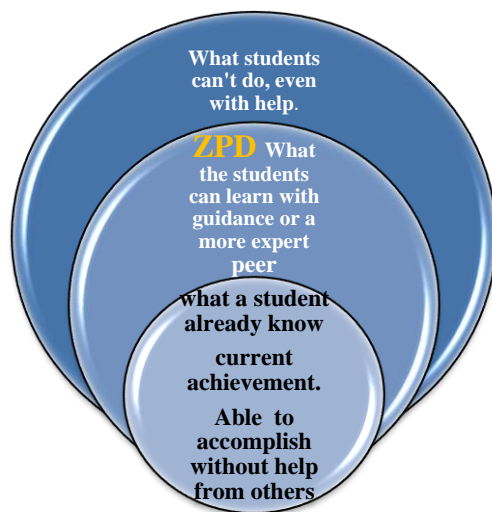 What students
can't do, even
with help.
ZPD What
the students
can learn with
guidance or a
more expert
peer
what a student
already know
current
achievement.
Able to
accomplish
without help
from others